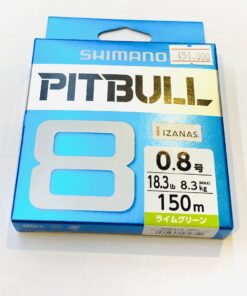 SHIMANO
PITBULL
8
IZANAS
0.8号
18.3lb 8.3kg (MAX)
150m
ライムグリーン